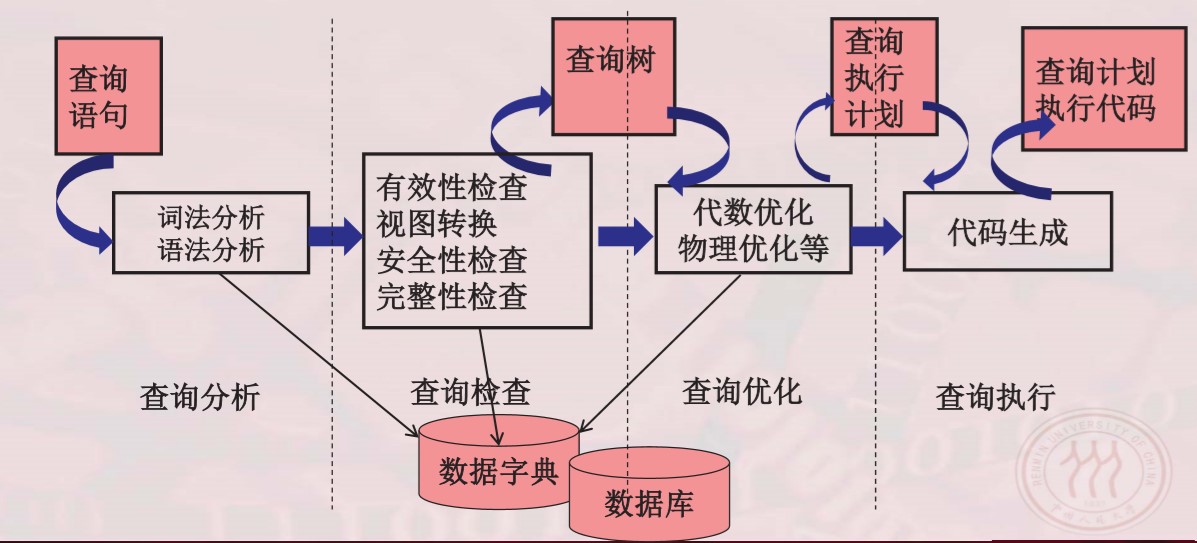 查询
语句
查询树
查询
执行
计划
查询计划
执行代码
词法分析
语法分析
有效性检查
视图转换
安全性检查
完整性检查
代数优化
物理优化等
代码生成
查询分析
查询检查
查询优化
查询执行
数据字典
数据库
RENMIN UNIVERSITY OF CHINA